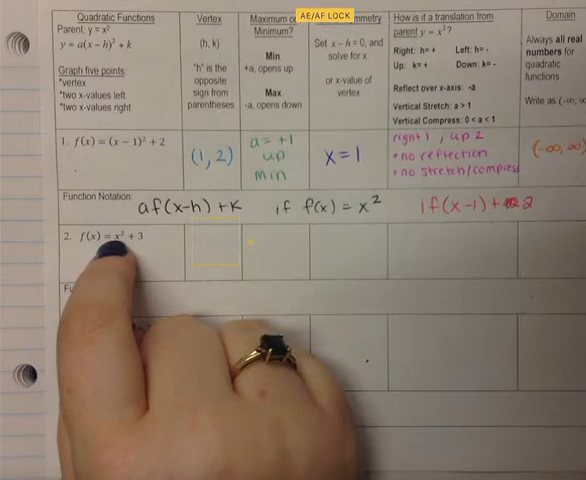 AE/AF LOCK
Quadratic Functions
Parent: y = x²
y = a(x − h)² + k
Graph five points:
*vertex
*two x-values left
*two x-values right
Vertex
(h, k)
"h" is the
opposite
sign from
parentheses
Maximum or
Minimum?
Min
+a, opens up
Max
-a, opens down
Set x − h = 0, and
solve for x.
or x-value of
vertex
How is it a translation from
parent y = x²?
Right: h= + Left: h= -
Up: k= + Down: k= -
Reflect over x-axis: -a
Vertical Stretch: a > 1
Vertical Compress: 0 < a < 1
Domain
Always all real
numbers for
quadratic
functions
Write as (-∞, ∞
1. f(x) = (x − 1)² + 2
(1, 2)
a = +1
up
min
x = 1
right 1, up 2
• no reflection
• no stretch/compress
(-∞, ∞)
Function Notation:
a f(x-h) + k if f(x) = x² 1f(x-1) + 2
2. f(x) = x² + 3